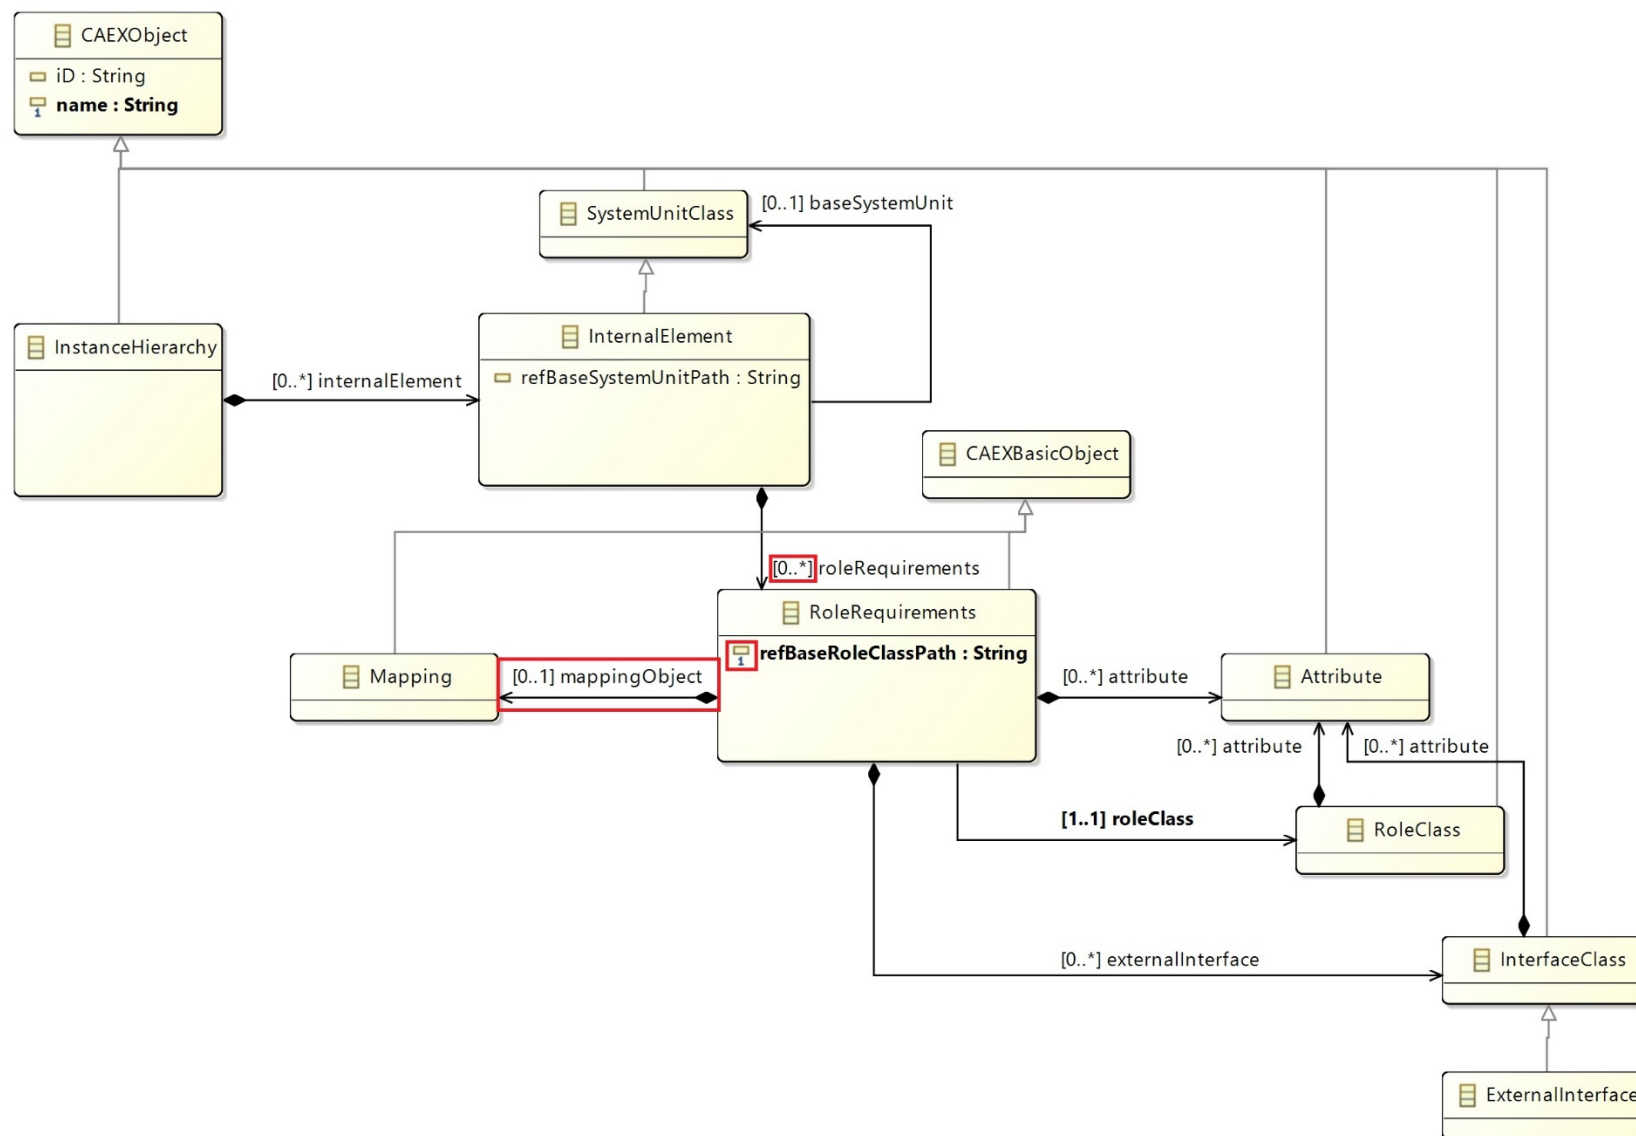 CAEXObject
iD : String
1 name : String
SystemUnitClass
[0..1] baseSystemUnit
InstanceHierarchy
InternalElement
refBaseSystemUnitPath : String
[0..*] internalElement
CAEXBasicObject
[0..*] roleRequirements
RoleRequirements
1 refBaseRoleClassPath : String
Mapping
[0..1] mappingObject
[0..*] attribute
Attribute
[0..*] attribute
[0..*] attribute
[1..1] roleClass
RoleClass
[0..*] externalInterface
InterfaceClass
ExternalInterface